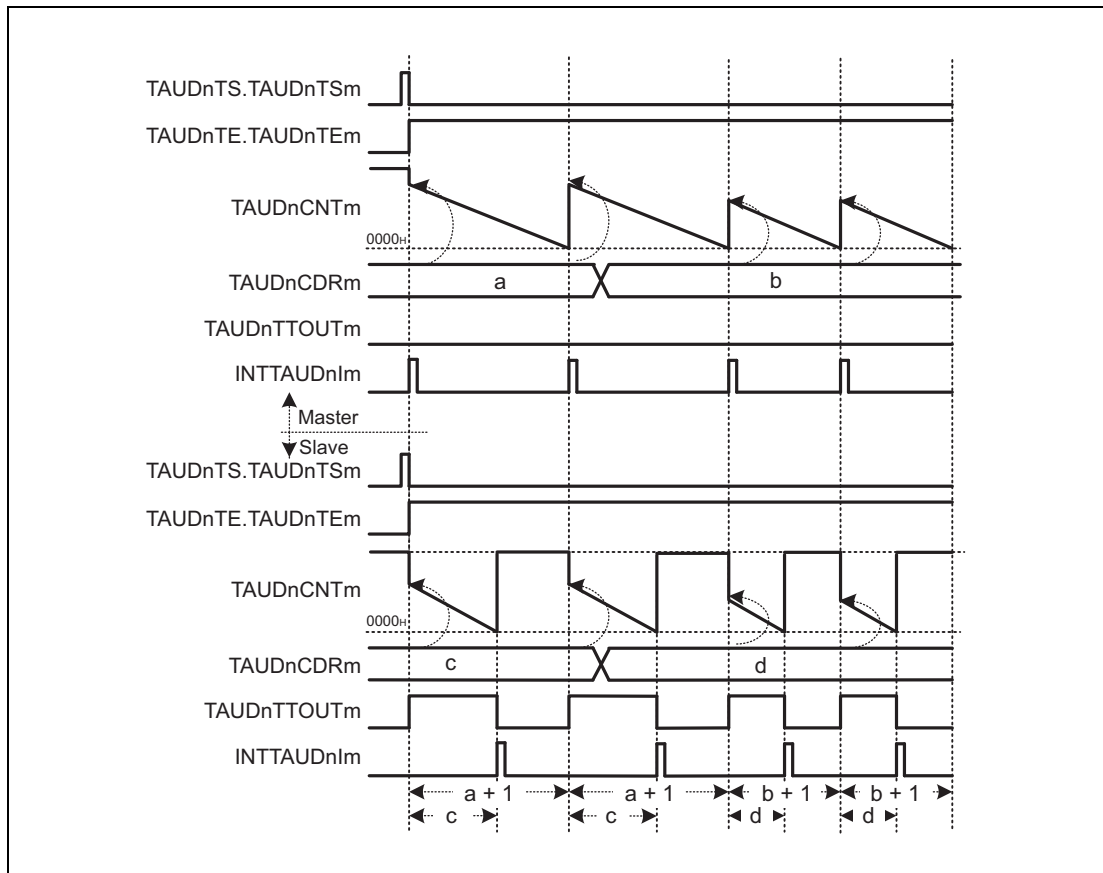 TAUDnTS.TAUDnTSm
TAUDnTE.TAUDnTEm
TAUDnCNTm
0000H
TAUDnCDRm
a
b
TAUDnTTOUTm
INTTAUDnIm
Master
Slave
TAUDnTS.TAUDnTSm
TAUDnTE.TAUDnTEm
TAUDnCNTm
0000H
TAUDnCDRm
c
d
TAUDnTTOUTm
INTTAUDnIm
a + 1 a + 1 b + 1 b + 1
c c d d